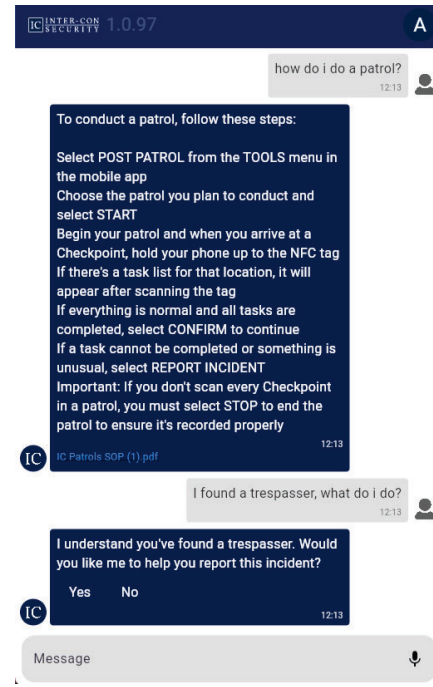 IC INTER-CON
SECURITY 1.0.97
A
how do i do a patrol?
12:13
To conduct a patrol, follow these steps:
Select POST PATROL from the TOOLS menu in
the mobile app
Choose the patrol you plan to conduct and
select START
Begin your patrol and when you arrive at a
Checkpoint, hold your phone up to the NFC tag
If there's a task list for that location, it will
appear after scanning the tag
If everything is normal and all tasks are
completed, select CONFIRM to continue
If a task cannot be completed or something is
unusual, select REPORT INCIDENT
Important: If you don't scan every Checkpoint
in a patrol, you must select STOP to end the
patrol to ensure it's recorded properly
12:13
IC
IC Patrols SOP (1).pdf
I found a trespasser, what do i do?
12:13
I understand you've found a trespasser. Would
you like me to help you report this incident?
Yes No
IC
12:13
Message